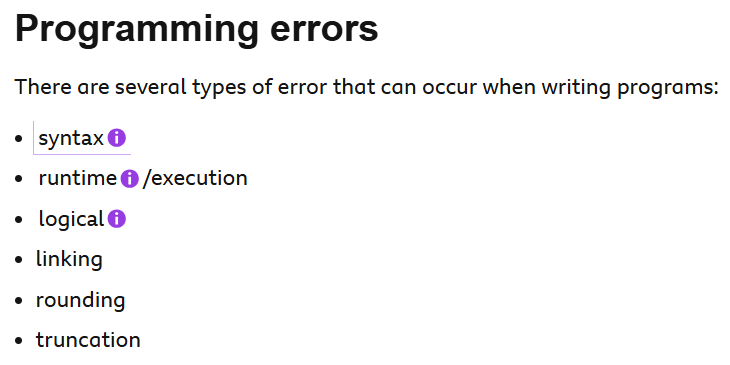 Programming errors
There are several types of error that can occur when writing programs:
• syntax i
• runtime i /execution
• logical i
• linking
• rounding
• truncation